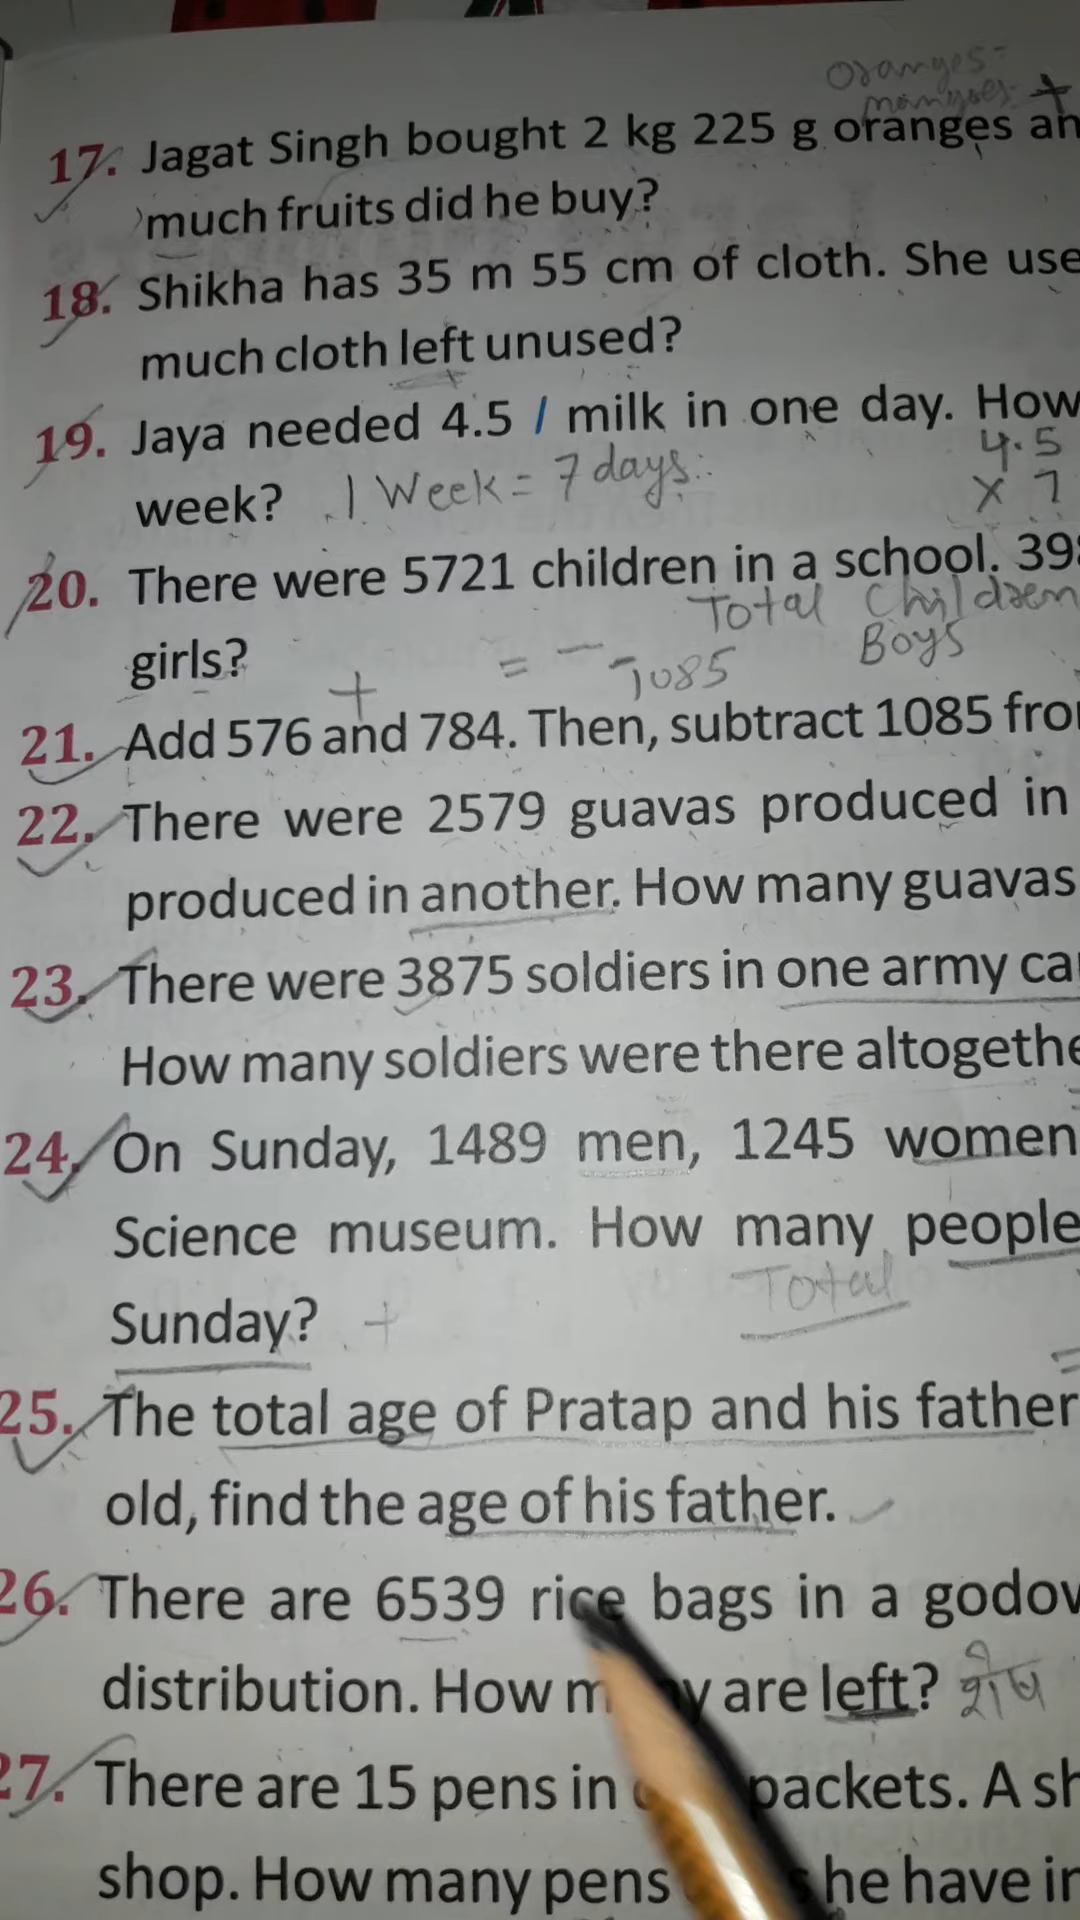 oranges-
mangoes- +
17. Jagat Singh bought 2 kg 225 g oranges an
much fruits did he buy?
18. Shikha has 35 m 55 cm of cloth. She use
much cloth left unused?
19. Jaya needed 4.5 l milk in one day. How
4.5
week? 1 Week = 7 days
× 7
20. There were 5721 children in a school. 39
Total Children
girls? Boys
+ = - 1085
21. Add 576 and 784. Then, subtract 1085 fro
22. There were 2579 guavas produced in
produced in another. How many guavas
23. There were 3875 soldiers in one army ca
How many soldiers were there altogethe
24. On Sunday, 1489 men, 1245 women
Science museum. How many people
Total
Sunday? +
=
25. The total age of Pratap and his father
old, find the age of his father.
26. There are 6539 rice bags in a godow
distribution. How m y are left? शेष
27. There are 15 pens in packets. A sh
shop. How many pens he have in